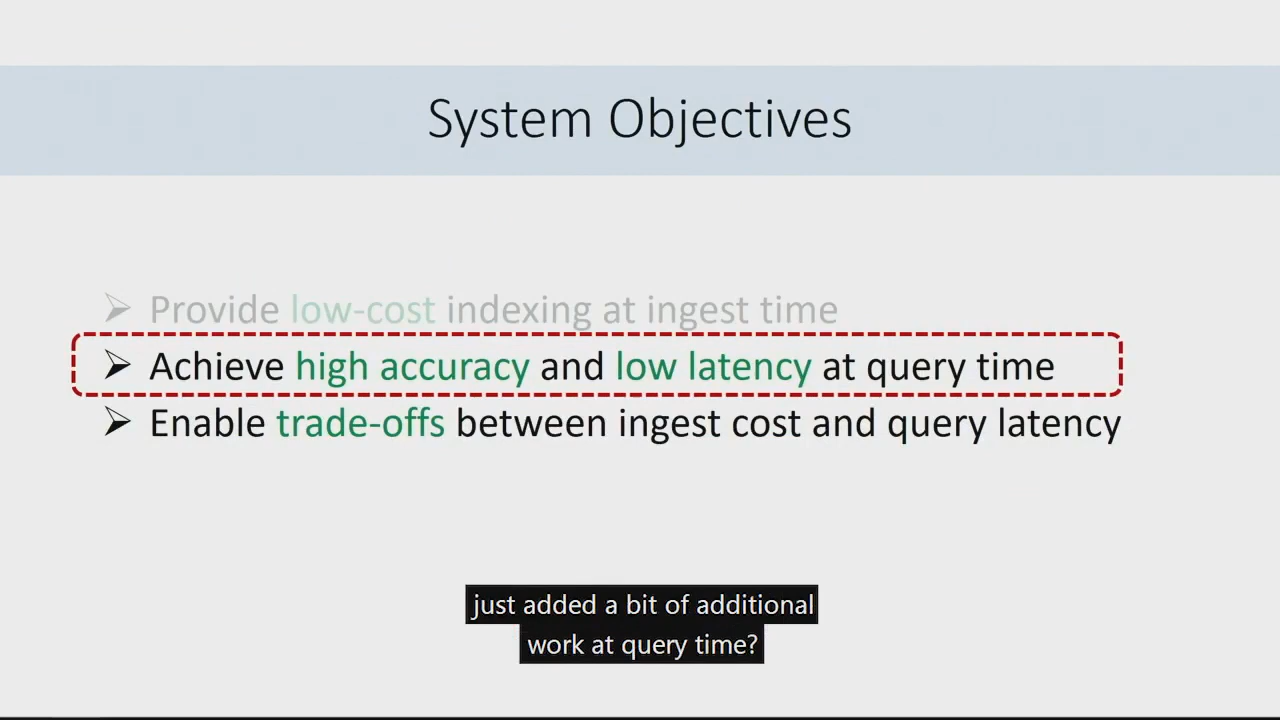 System Objectives
➢ Provide low-cost indexing at ingest time
➢ Achieve high accuracy and low latency at query time
➢ Enable trade-offs between ingest cost and query latency
just added a bit of additional
work at query time?